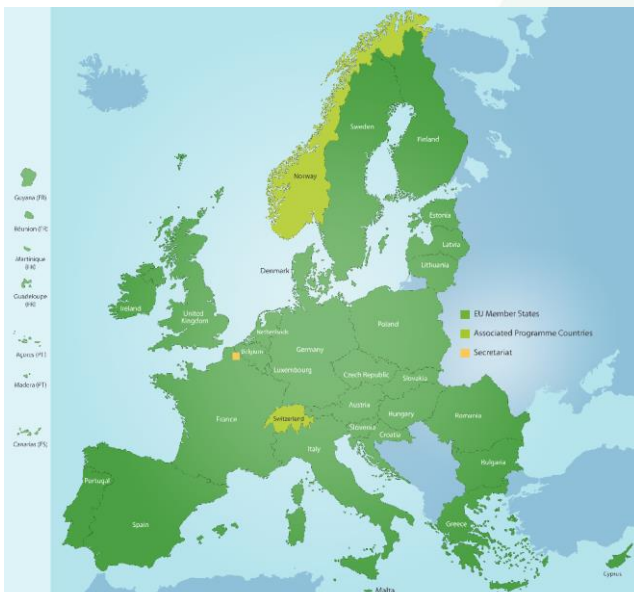 Guyana (FR)
Réunion (FR)
Martinique
(FR)
Guadeloupe
(FR)
Açores (PT)
Madeira (PT)
Canarias (ES)
Sweden
Finland
Norway
Estonia
Latvia
Lithuania
Denmark
Ireland
United
Kingdom
Netherlands
Belgium
Luxembourg
Germany
Poland
Czech Republic
Slovakia
Austria
Hungary
Slovenia
Croatia
Romania
Bulgaria
France
Switzerland
Italy
Portugal
Spain
Greece
Malta
Cyprus
EU Member States
Associated Programme Countries
Secretariat